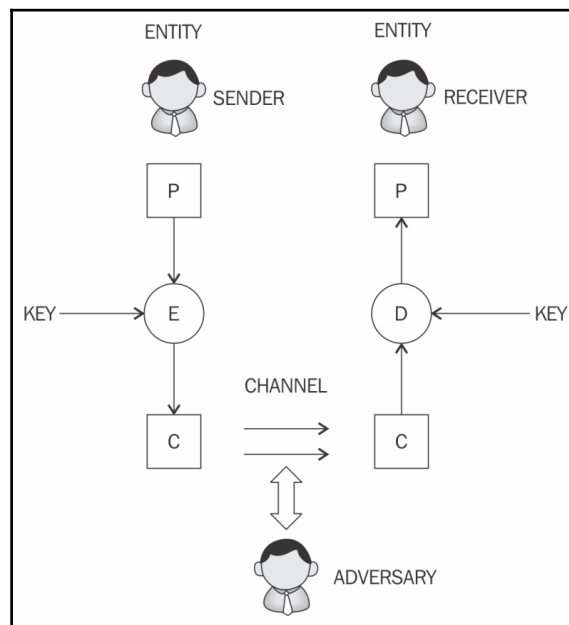 ENTITY
ENTITY
SENDER
RECEIVER
P
P
KEY
E
D
KEY
CHANNEL
C
C
ADVERSARY